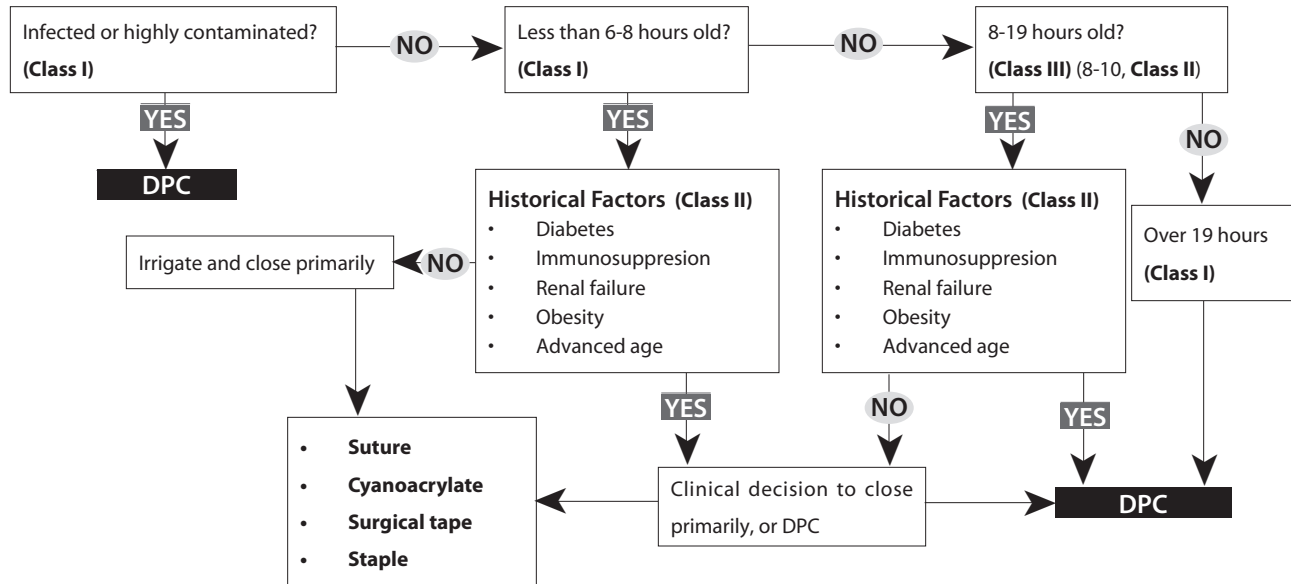 Infected or highly contaminated?
(Class I)
NO
Less than 6-8 hours old?
(Class I)
NO
8-19 hours old?
(Class III) (8-10, Class II)
YES
YES
YES
NO
DPC
Historical Factors (Class II)
• Diabetes
• Immunosuppresion
• Renal failure
• Obesity
• Advanced age
Historical Factors (Class II)
• Diabetes
• Immunosuppresion
• Renal failure
• Obesity
• Advanced age
Over 19 hours
(Class I)
Irrigate and close primarily
NO
YES
NO
YES
• Suture
• Cyanoacrylate
• Surgical tape
• Staple
Clinical decision to close
primarily, or DPC
DPC